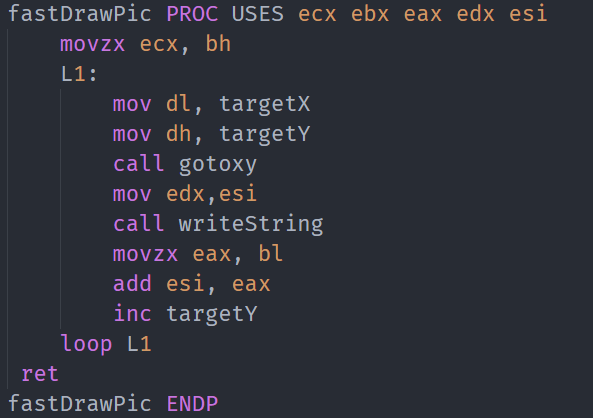 fastDrawPic PROC USES ecx ebx eax edx esi
movzx ecx, bh
L1:
mov dl, targetX
mov dh, targetY
call gotoxy
mov edx,esi
call writeString
movzx eax, bl
add esi, eax
inc targetY
loop L1
ret
fastDrawPic ENDP